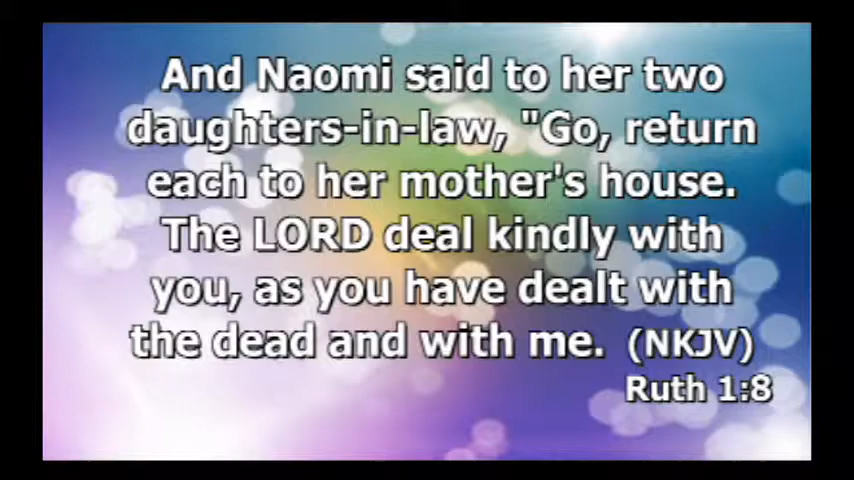 And Naomi said to her two
daughters-in-law, "Go, return
each to her mother's house.
The LORD deal kindly with
you, as you have dealt with
the dead and with me. (NKJV)
Ruth 1:8